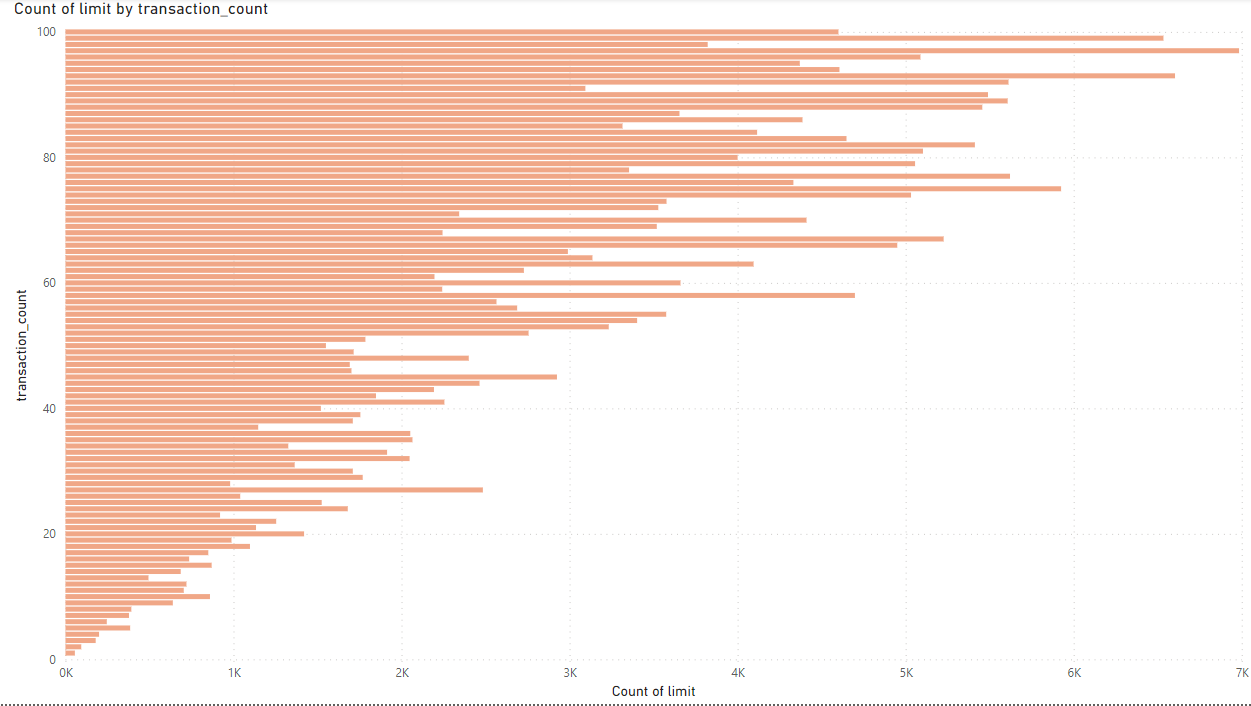 Count of limit by transaction_count
100
80
60
40
20
0
transaction_count
0K 1K 2K 3K 4K 5K 6K 7K
Count of limit